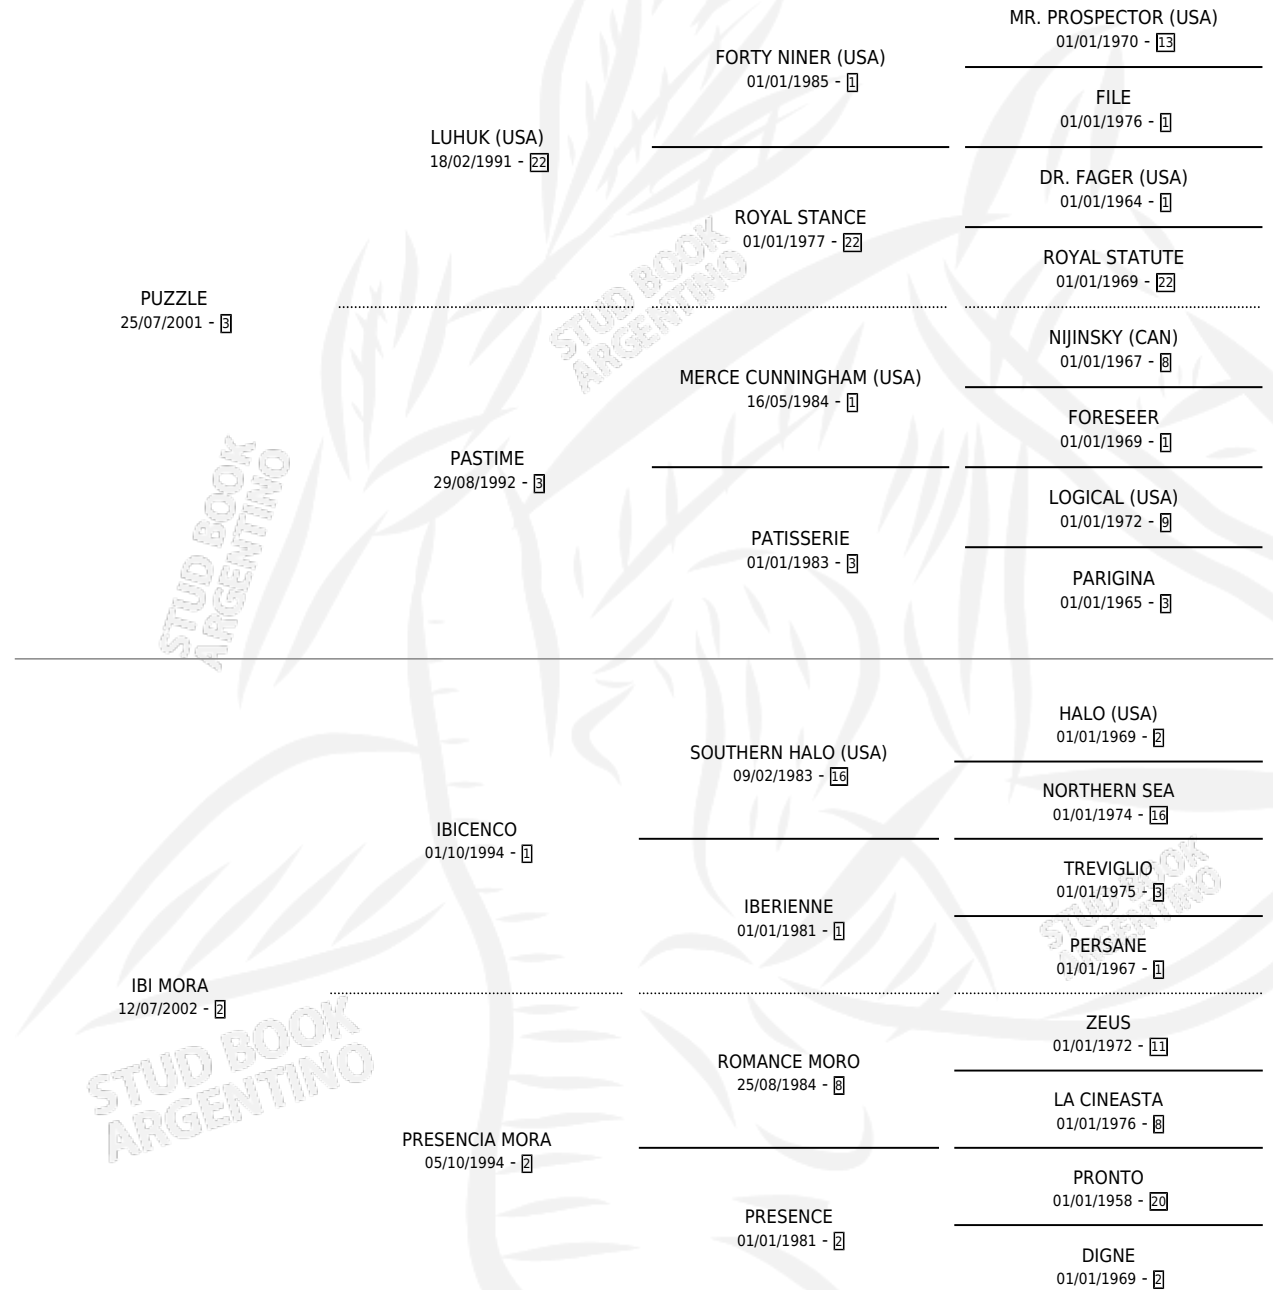 MR. PROSPECTOR (USA)
01/01/1970 - 13
FORTY NINER (USA)
01/01/1985 - 1
FILE
01/01/1976 - 1
LUHUK (USA)
18/02/1991 - 22
DR. FAGER (USA)
01/01/1964 - 1
ROYAL STANCE
01/01/1977 - 22
ROYAL STATUTE
01/01/1969 - 22
PUZZLE
25/07/2001 - 3
STUD BOOK
ARGENTINO
NIJINSKY (CAN)
01/01/1967 - 8
MERCE CUNNINGHAM (USA)
16/05/1984 - 1
FORESEER
01/01/1969 - 1
PASTIME
29/08/1992 - 3
LOGICAL (USA)
01/01/1972 - 9
PATISSERIE
01/01/1983 - 3
PARIGINA
01/01/1965 - 3
STUD BOOK
ARGENTINO
HALO (USA)
01/01/1969 - 2
SOUTHERN HALO (USA)
09/02/1983 - 16
NORTHERN SEA
01/01/1974 - 16
IBICENCO
01/10/1994 - 1
TREVIGLIO
01/01/1975 - 3
IBERIENNE
01/01/1981 - 1
PERSANE
01/01/1967 - 1
STUD BOOK
ARGENTINO
IBI MORA
12/07/2002 - 2
ZEUS
01/01/1972 - 11
ROMANCE MORO
25/08/1984 - 8
LA CINEASTA
01/01/1976 - 8
STUD BOOK
ARGENTINO
PRESENCIA MORA
05/10/1994 - 2
PRONTO
01/01/1958 - 20
PRESENCE
01/01/1981 - 2
DIGNE
01/01/1969 - 2